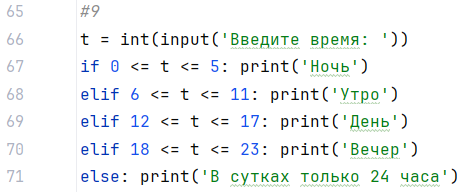 65 #9
66 t = int(input('Введите время: '))
67 if 0 <= t <= 5: print('Ночь')
68 elif 6 <= t <= 11: print('Утро')
69 elif 12 <= t <= 17: print('День')
70 elif 18 <= t <= 23: print('Вечер')
71 else: print('В сутках только 24 часа')